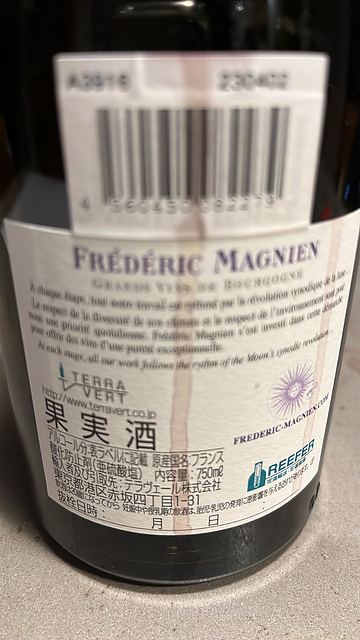 A3916 230402
FRÉDÉRIC MAGNIEN
GRANDS VINS DE BOURGOGNE
À chaque étape, tout notre travail est rythmé par la révolution synodique de la
Le respect de la diversité de nos climats et le respect de l'environnement sont
une priorité quotidienne. Frédéric Magnien s'est investi dans cette démarche
pour offrir des vins d'une pureté exceptionnelle.
At each stage, all our work follows the rythm of the Moon's synodic revolution
TERRA
VERT
http://www.terravert.co.jp
FREDERIC-MAGNIEN.COM
果実酒
アルコール分:表ラベルに記載 原産国名:フランス
酸化防止剤(亜硫酸塩) 内容量:750ml
輸入者及び引取先:テラヴェール株式会社
東京都港区赤坂四丁目1-31
REEFER
抜栓日時: 月 日